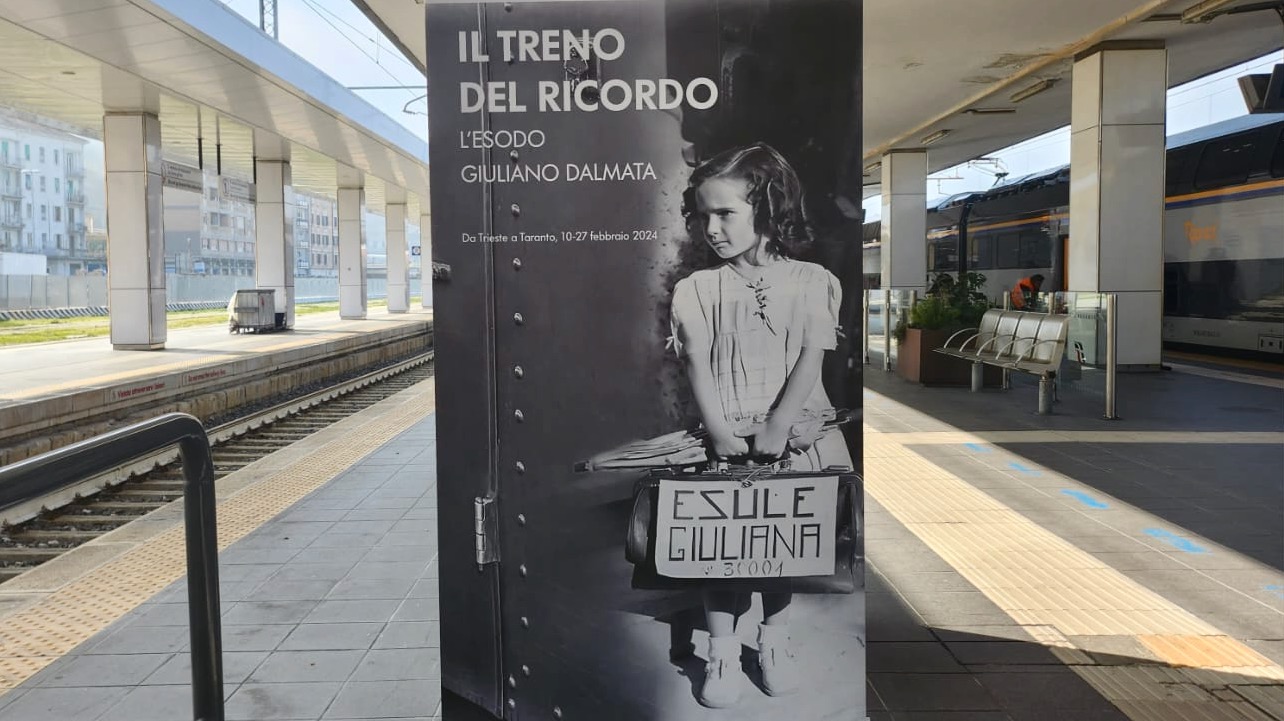 IL TRENO
DEL RICORDO
L'ESODO
GIULIANO DALMATA
Da Trieste a Taranto, 10-27 febbraio 2024
ESULE
GIULIANA
30001